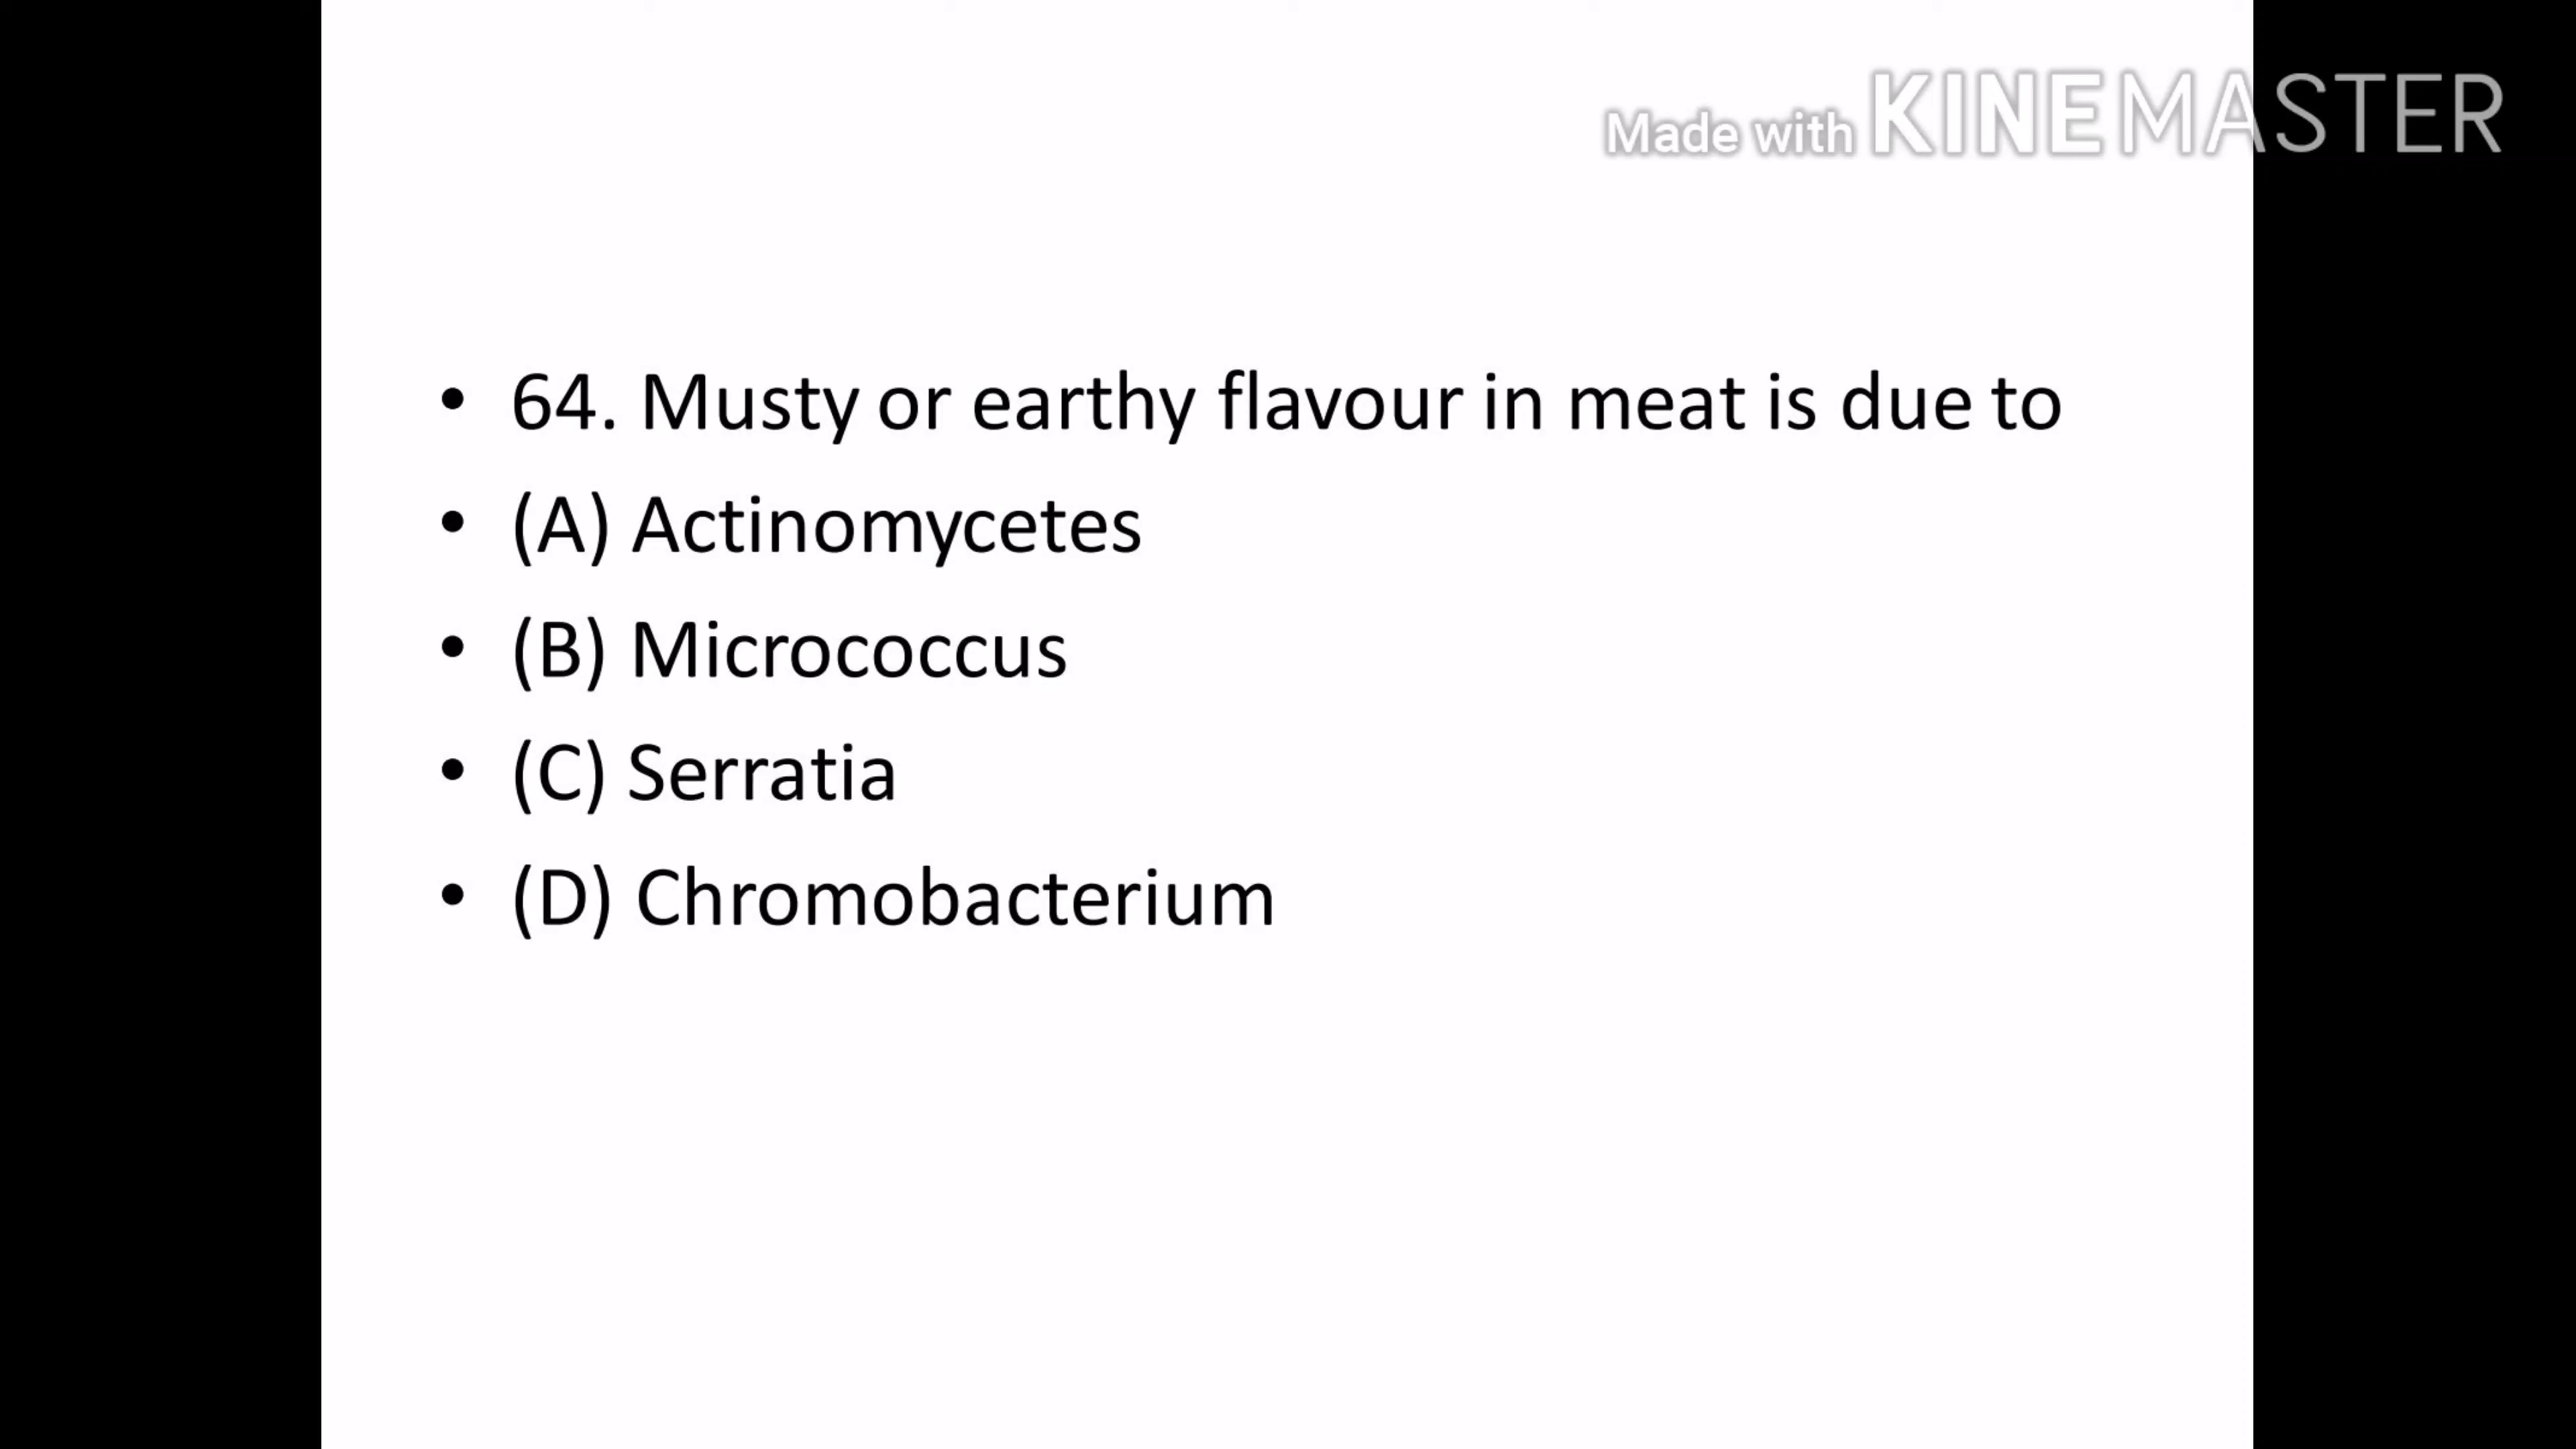 Made with KINEMASTER
• 64. Musty or earthy flavour in meat is due to
• (A) Actinomycetes
• (B) Micrococcus
• (C) Serratia
• (D) Chromobacterium